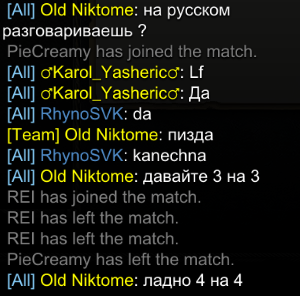 [All] Old Niktome: на русском
разговариваешь ?
PieCreamy has joined the match.
[All] ♂Karol_Yasheric♂: Lf
[All] ♂Karol_Yasheric♂: Да
[All] RhynoSVK: da
[Team] Old Niktome: пизда
[All] RhynoSVK: kanechna
[All] Old Niktome: давайте 3 на 3
REI has joined the match.
REI has left the match.
REI has left the match.
PieCreamy has left the match.
[All] Old Niktome: ладно 4 на 4